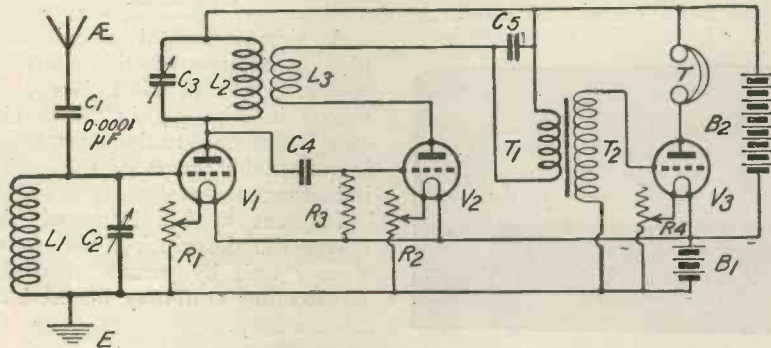 Æ
C1
0.0001
µF
C3
L2
L3
C5
T1
T2
T
B2
C4
V1
V2
V3
L1
C2
R1
R3
R2
R4
B1
E